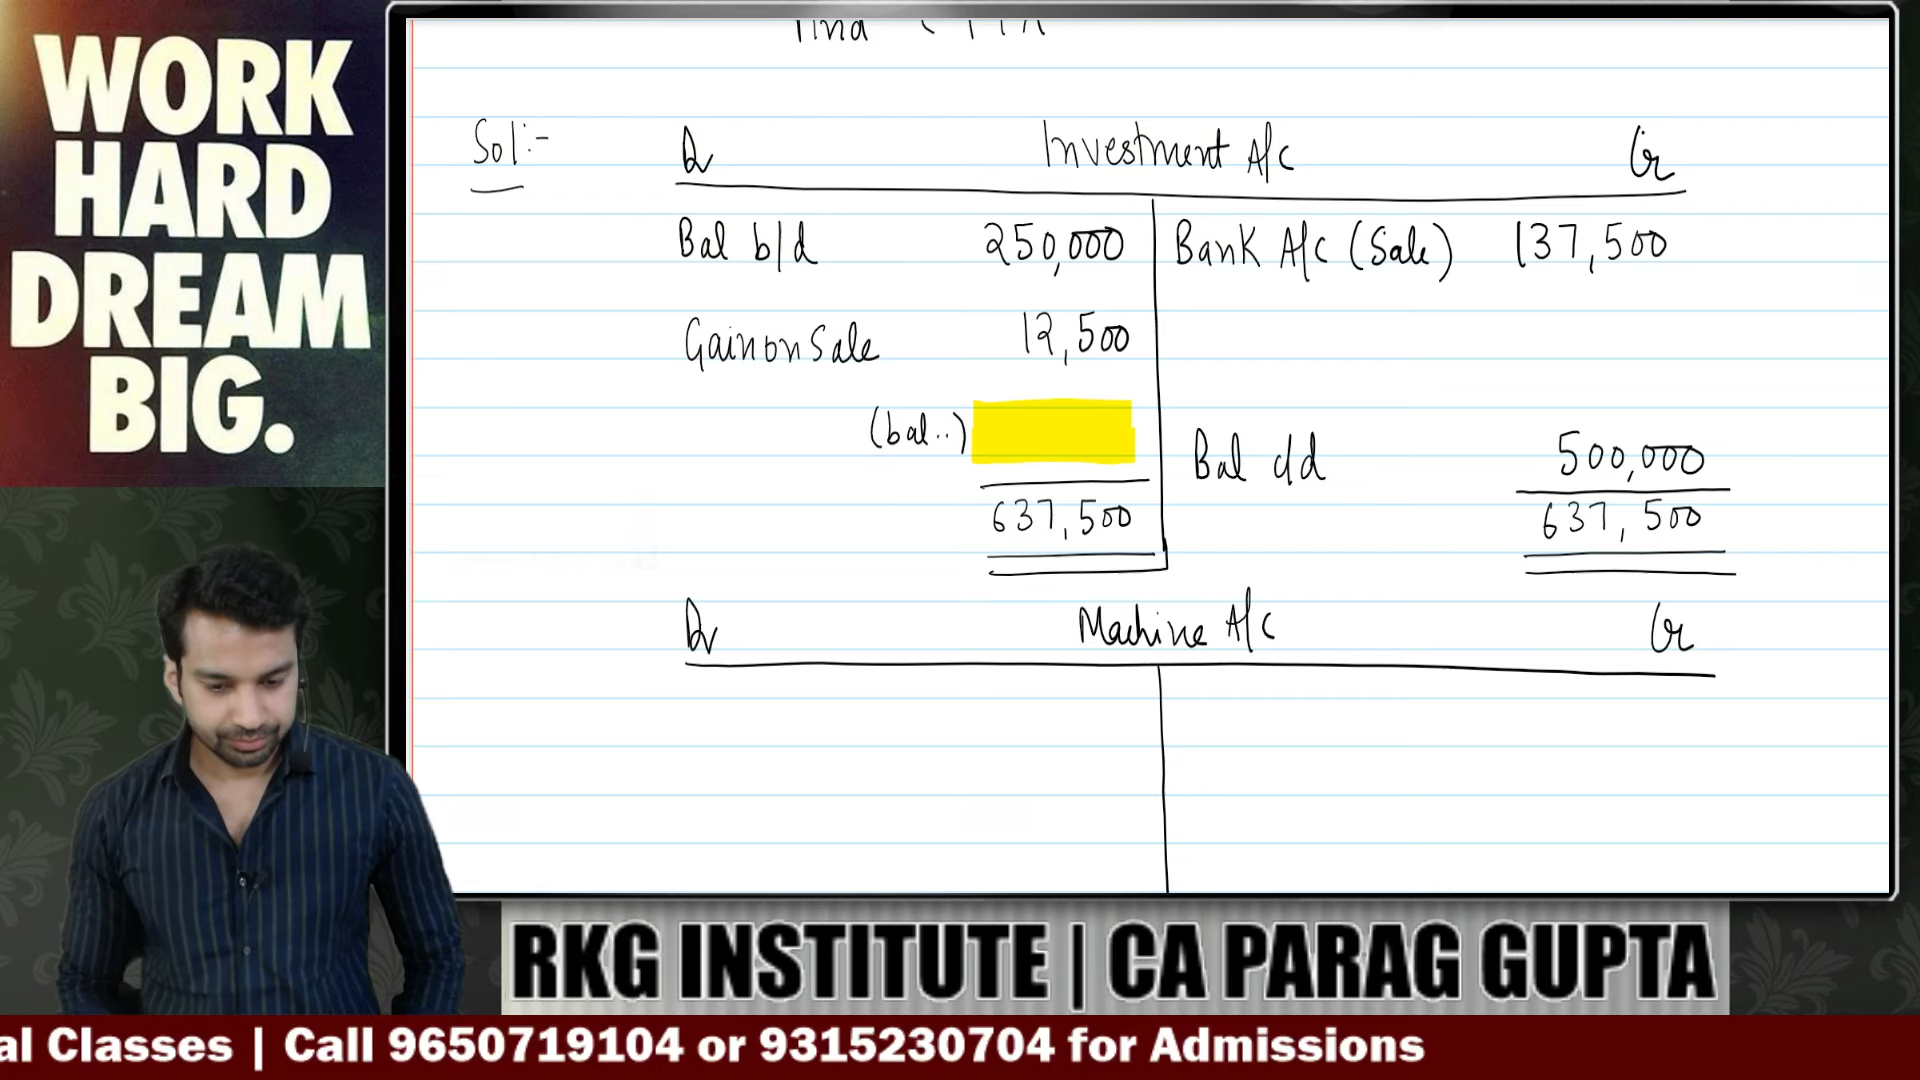 WORK
HARD
DREAM
BIG.
Sol:- Dr Investment A/c Cr
Bal b/d 250,000 Bank A/c (Sale) 137,500
Gain on Sale 12,500
(bal..) Bal c/d 500,000
637,500 637,500
Dr Machine A/c Cr
RKG INSTITUTE | CA PARAG GUPTA
al Classes | Call 9650719104 or 9315230704 for Admissions